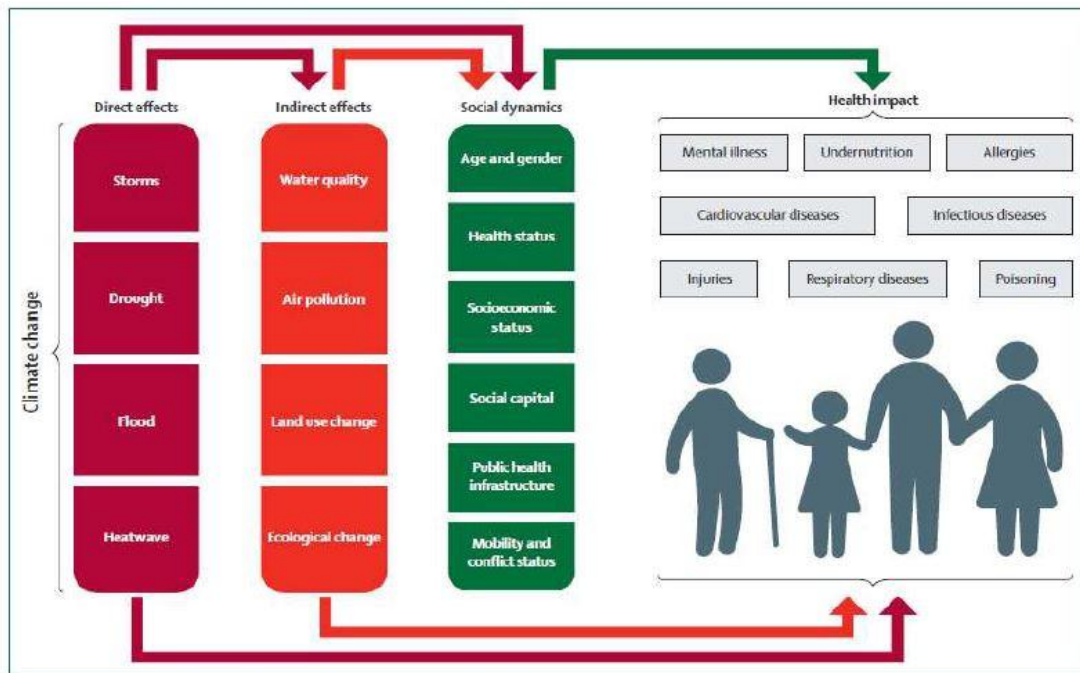 Direct effects
Indirect effects
Social dynamics
Health impact
Climate change
Storms
Drought
Flood
Heatwave
Water quality
Air pollution
Land use change
Ecological change
Age and gender
Health status
Socioeconomic
status
Social capital
Public health
infrastructure
Mobility and
conflict status
Mental illness
Undernutrition
Allergies
Cardiovascular diseases
Infectious diseases
Injuries
Respiratory diseases
Poisoning